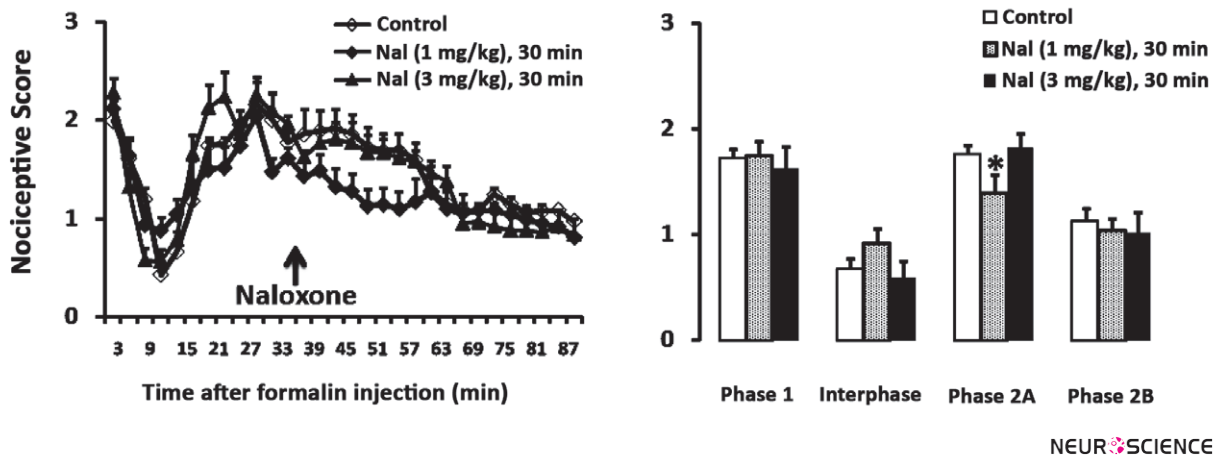 Nociceptive Score
3
2
1
0
Control
Nal (1 mg/kg), 30 min
Nal (3 mg/kg), 30 min
Naloxone
3 9 15 21 27 33 39 45 51 57 63 69 75 81 87
Time after formalin injection (min)
3
2
1
0
Control
Nal (1 mg/kg), 30 min
Nal (3 mg/kg), 30 min
*
Phase 1 Interphase Phase 2A Phase 2B
NEUROSCIENCE